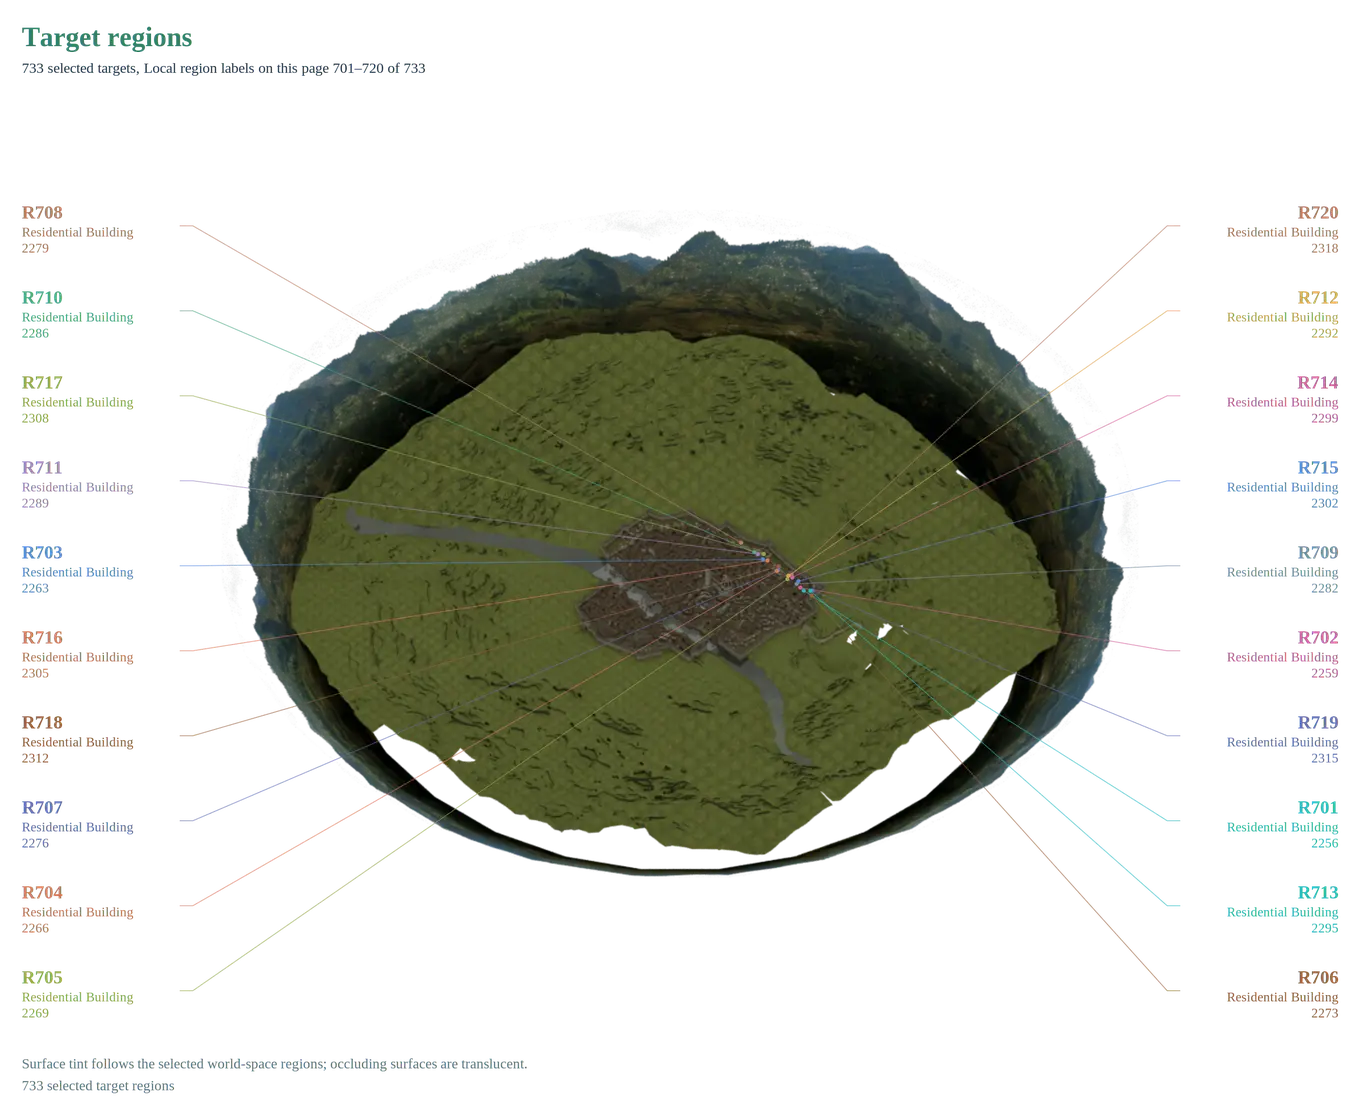 Target regions
733 selected targets, Local region labels on this page 701–720 of 733
R708
Residential Building
2279
R710
Residential Building
2286
R717
Residential Building
2308
R711
Residential Building
2289
R703
Residential Building
2263
R716
Residential Building
2305
R718
Residential Building
2312
R707
Residential Building
2276
R704
Residential Building
2266
R705
Residential Building
2269
R720
Residential Building
2318
R712
Residential Building
2292
R714
Residential Building
2299
R715
Residential Building
2302
R709
Residential Building
2282
R702
Residential Building
2259
R719
Residential Building
2315
R701
Residential Building
2256
R713
Residential Building
2295
R706
Residential Building
2273
Surface tint follows the selected world-space regions; occluding surfaces are translucent.
733 selected target regions